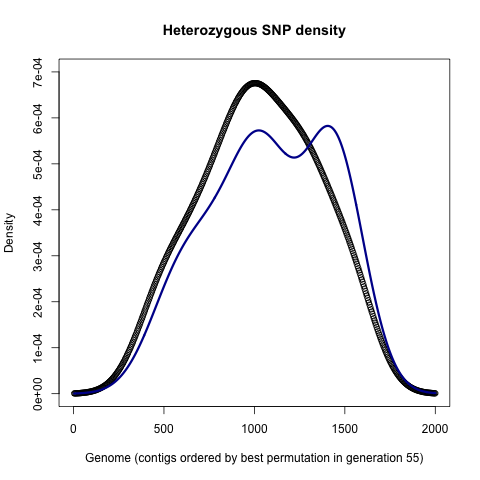 Heterozygous SNP density
Density
7e-04
6e-04
5e-04
4e-04
3e-04
2e-04
1e-04
0e+00
0 500 1000 1500 2000
Genome (contigs ordered by best permutation in generation 55)